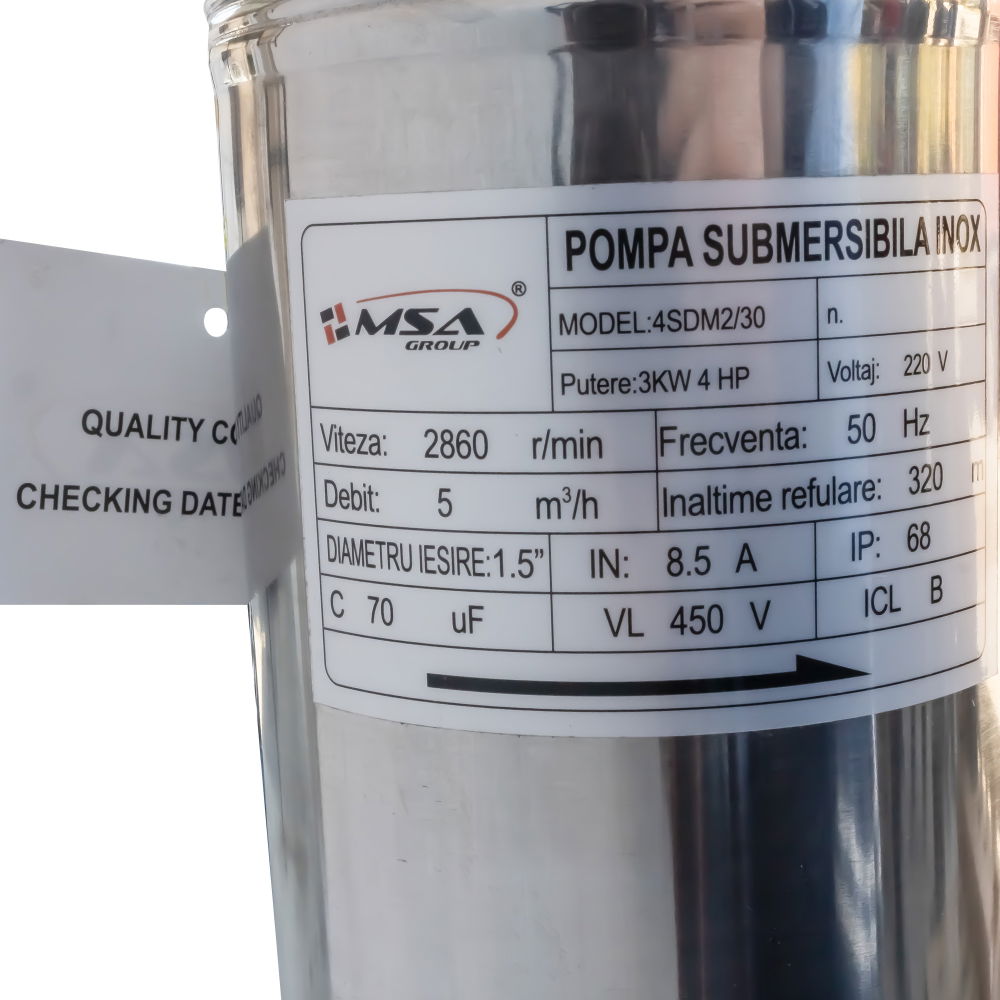 POMPA SUBMERSIBILA INOX
MSA®
GROUP
MODEL:4SDM2/30 n.
Putere:3KW 4 HP Voltaj: 220 V
Viteza: 2860 r/min Frecventa: 50 Hz
Debit: 5 m³/h Inaltime refulare: 320 m
DIAMETRU IESIRE:1.5” IN: 8.5 A IP: 68
C 70 uF VL 450 V ICL B
QUALITY
CHECKING DATE